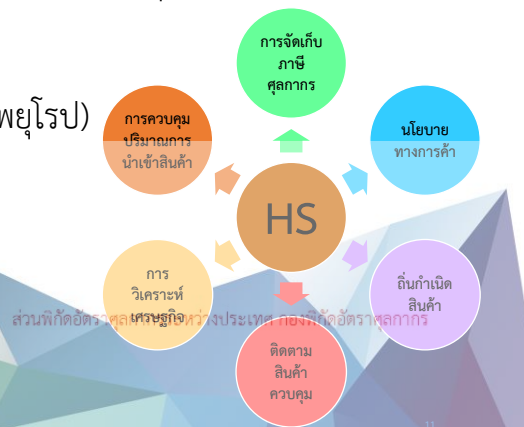 การจัดเก็บ
ภาษี
ศุลกากร
พยุโรป)
การควบคุม
ปริมาณการ
นำเข้าสินค้า
นโยบาย
ทางการค้า
HS
การ
วิเคราะห์
เศรษฐกิจ
ถิ่นกำเนิด
สินค้า
ส่วนพิกัดอัตราศุลกากรระหว่างประเทศ กองพิกัดอัตราศุลกากร
ติดตาม
สินค้า
ควบคุม
11